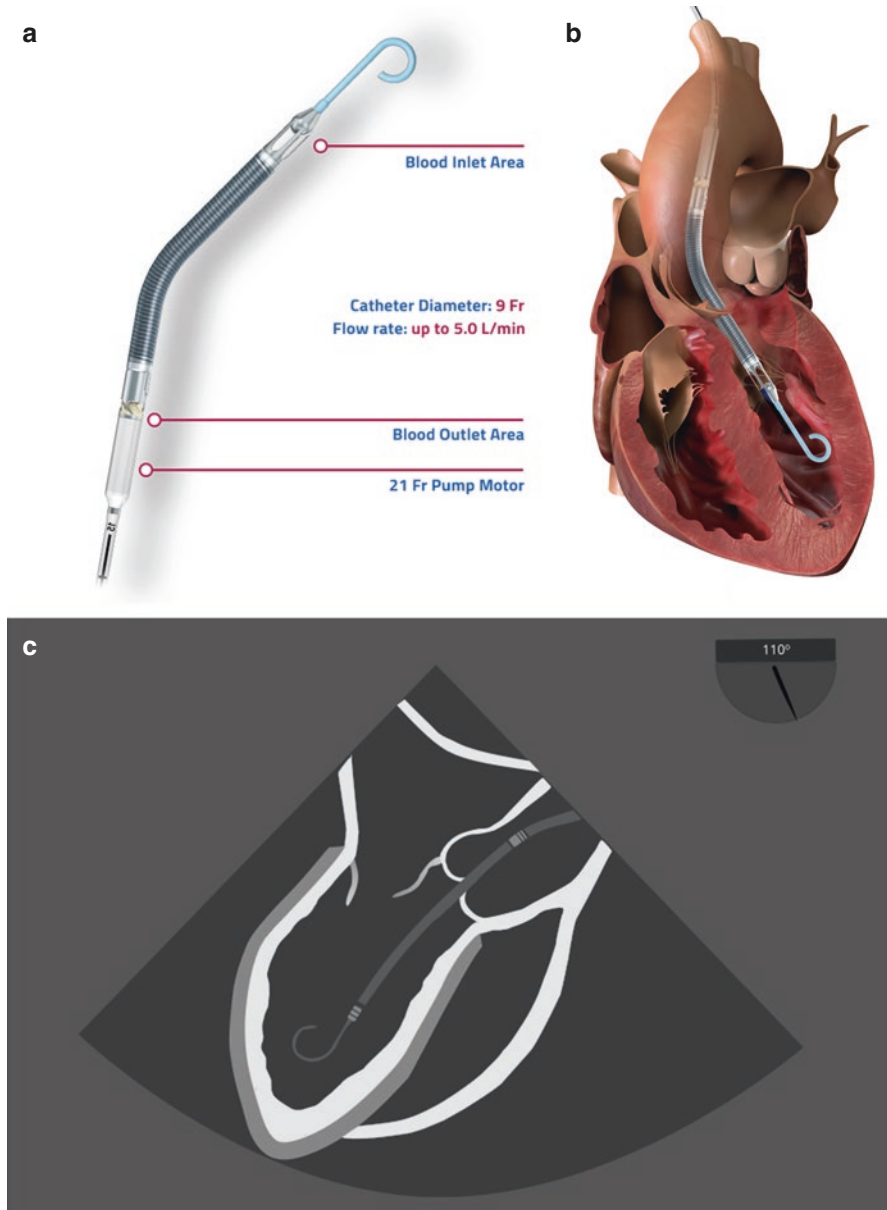 a
b
Blood Inlet Area
Catheter Diameter: 9 Fr
Flow rate: up to 5.0 L/min
Blood Outlet Area
21 Fr Pump Motor
c
110°